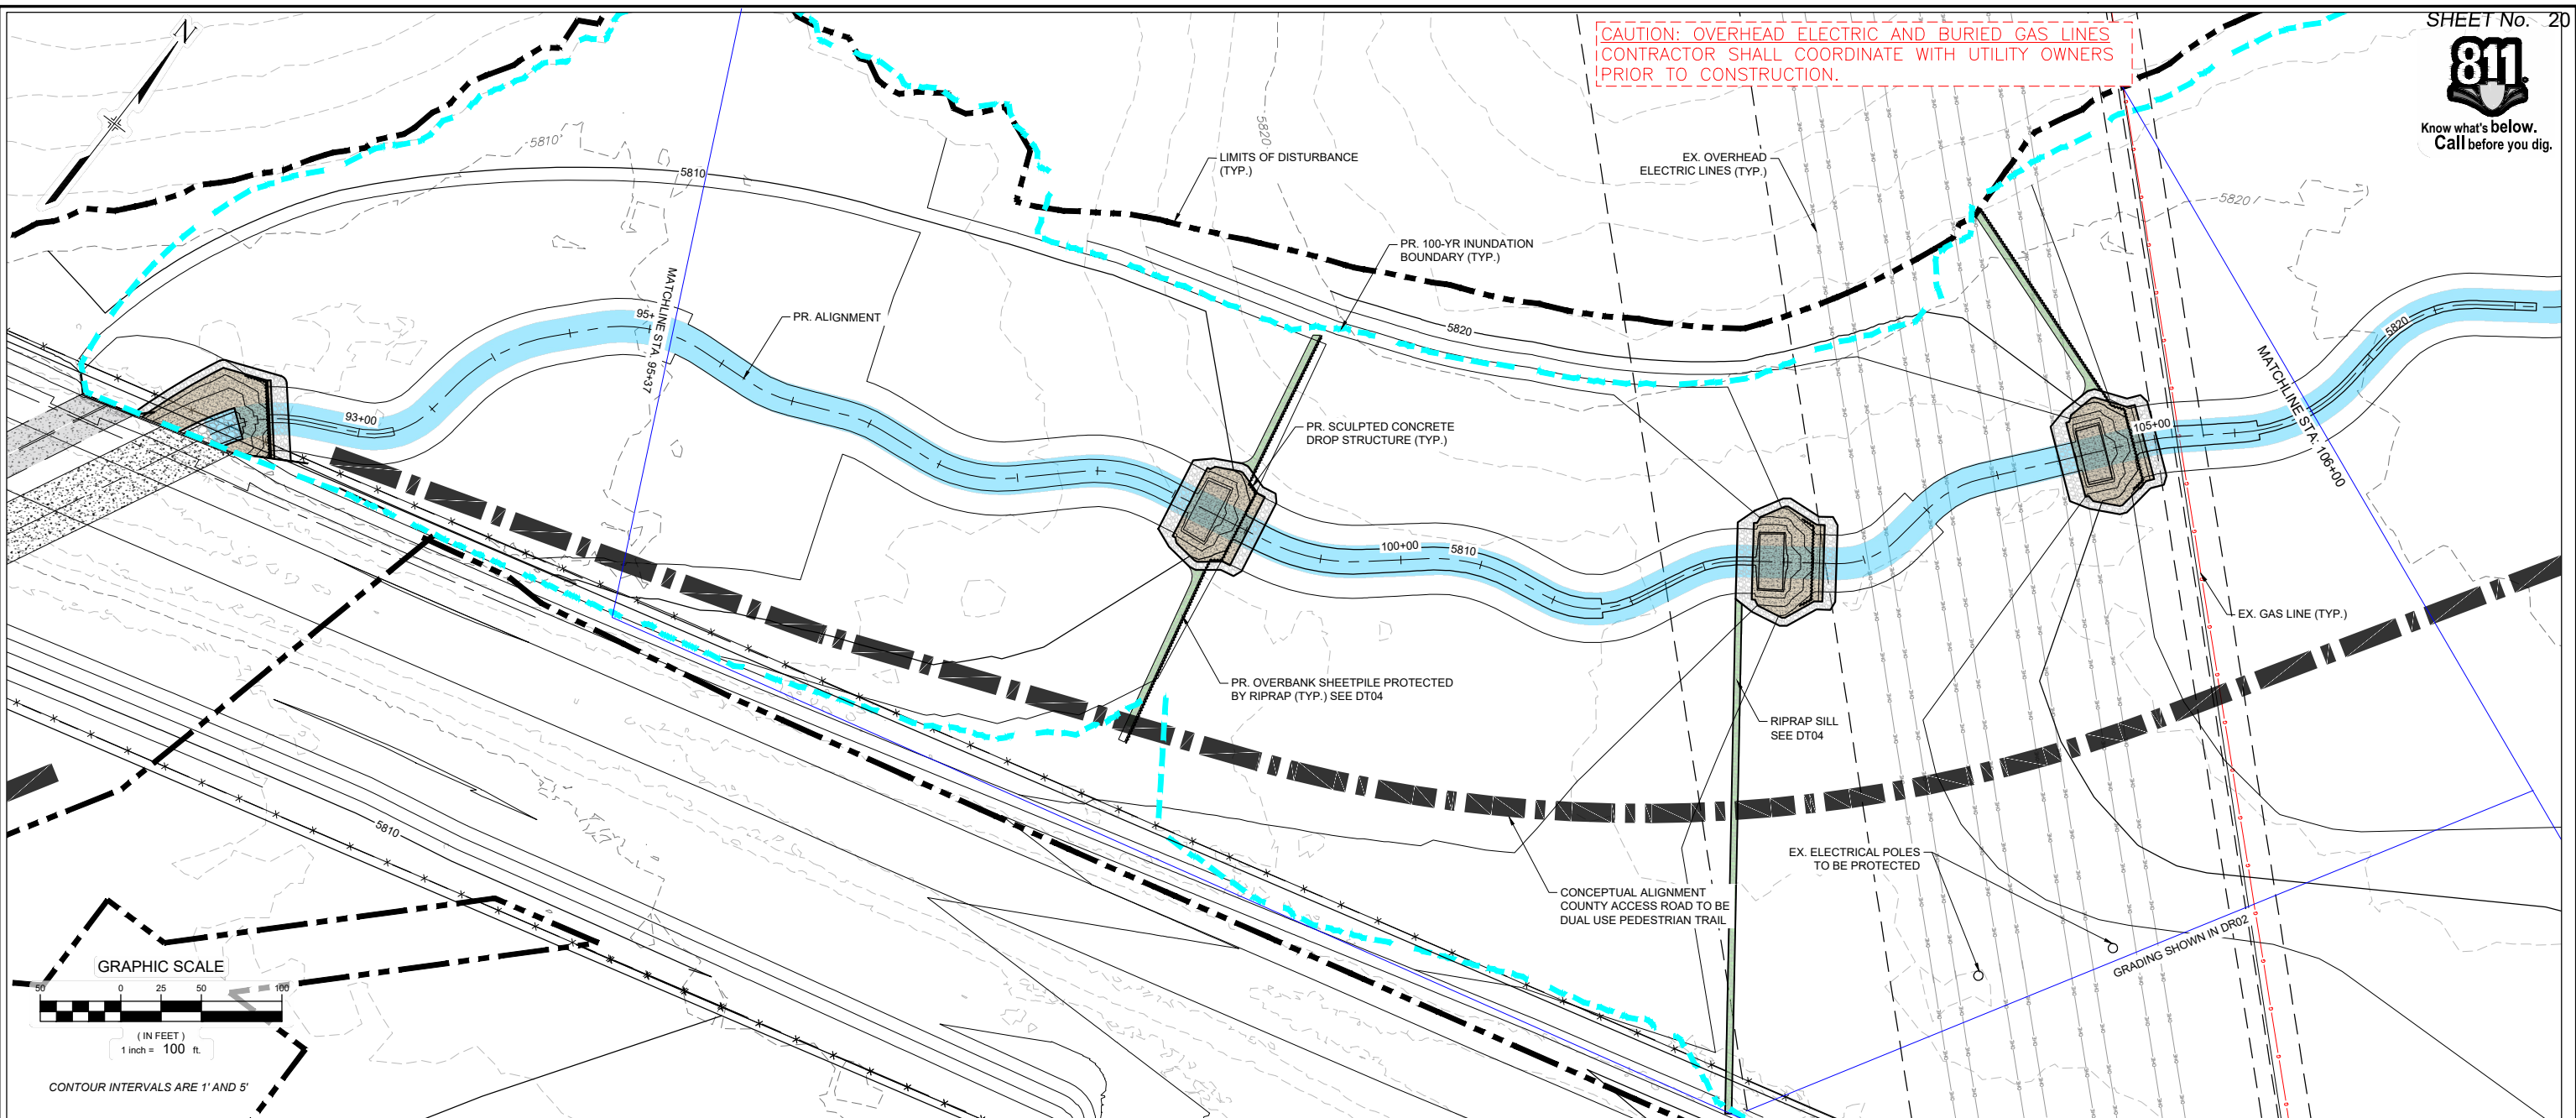 SHEET No. 20
CAUTION: OVERHEAD ELECTRIC AND BURIED GAS LINES
CONTRACTOR SHALL COORDINATE WITH UTILITY OWNERS
PRIOR TO CONSTRUCTION.
811
Know what's below.
Call before you dig.
N
5810
5820
5810
LIMITS OF DISTURBANCE
(TYP.)
EX. OVERHEAD
ELECTRIC LINES (TYP.)
5820
PR. 100-YR INUNDATION
BOUNDARY (TYP.)
MATCHLINE STA. 95+37
95+
PR. ALIGNMENT
5820
5820
MATCHLINE STA: 106+00
93+00
PR. SCULPTED CONCRETE
DROP STRUCTURE (TYP.)
105+00
100+00
5810
EX. GAS LINE (TYP.)
PR. OVERBANK SHEETPILE PROTECTED
BY RIPRAP (TYP.) SEE DT04
RIPRAP SILL
SEE DT04
5810
EX. ELECTRICAL POLES
TO BE PROTECTED
CONCEPTUAL ALIGNMENT
COUNTY ACCESS ROAD TO BE
DUAL USE PEDESTRIAN TRAIL
GRADING SHOWN IN DR02
GRAPHIC SCALE
50 0 25 50 100
( IN FEET )
1 inch = 100 ft.
CONTOUR INTERVALS ARE 1' AND 5'